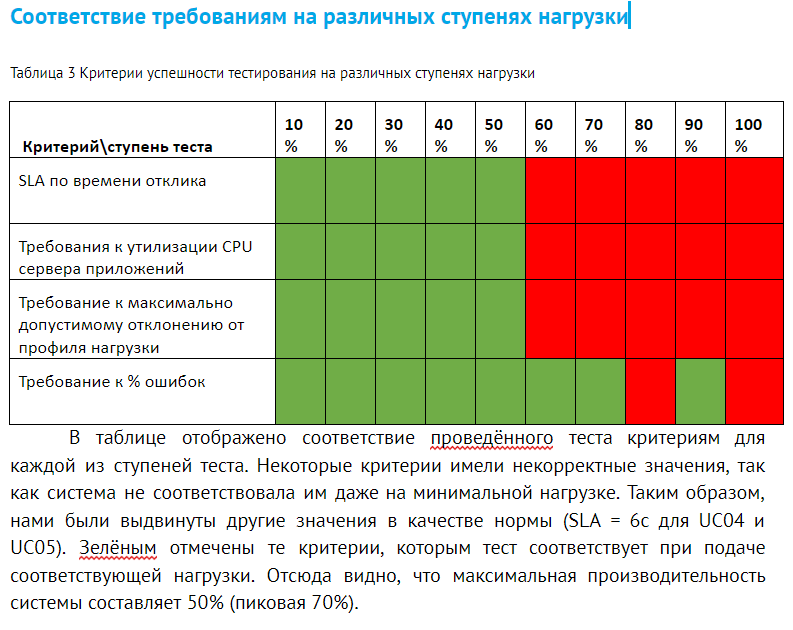 Соответствие требованиям на различных ступенях нагрузки
Таблица 3 Критерии успешности тестирования на различных ступенях нагрузки
Критерий\ступень теста 10 % 20 % 30 % 40 % 50 % 60 % 70 % 80 % 90 % 100 %
SLA по времени отклика
Требования к утилизации CPU
сервера приложений
Требование к максимально
допустимому отклонению от
профиля нагрузки
Требование к % ошибок
В таблице отображено соответствие проведённого теста критериям для
каждой из ступеней теста. Некоторые критерии имели некорректные значения, так
как система не соответствовала им даже на минимальной нагрузке. Таким образом,
нами были выдвинуты другие значения в качестве нормы (SLA = 6с для UC04 и
UC05). Зелёным отмечены те критерии, которым тест соответствует при подаче
соответствующей нагрузки. Отсюда видно, что максимальная производительность
системы составляет 50% (пиковая 70%).